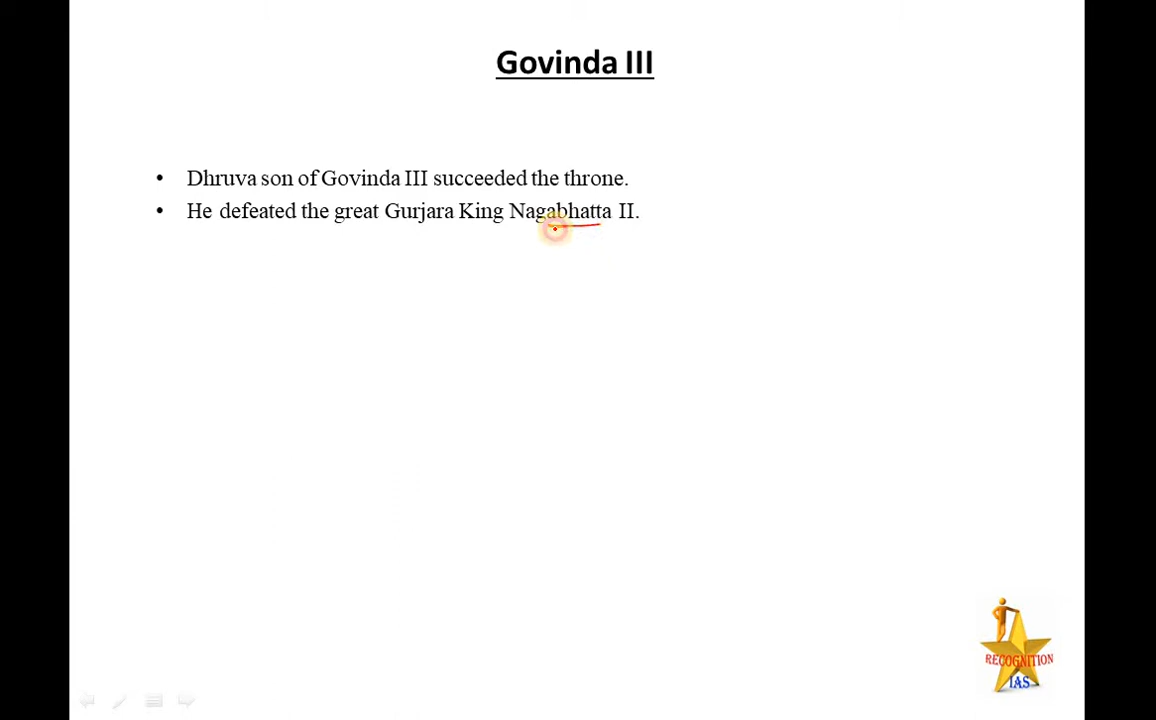 Govinda III
• Dhruva son of Govinda III succeeded the throne.
• He defeated the great Gurjara King Nagabhatta II.
RECOGNITION
IAS